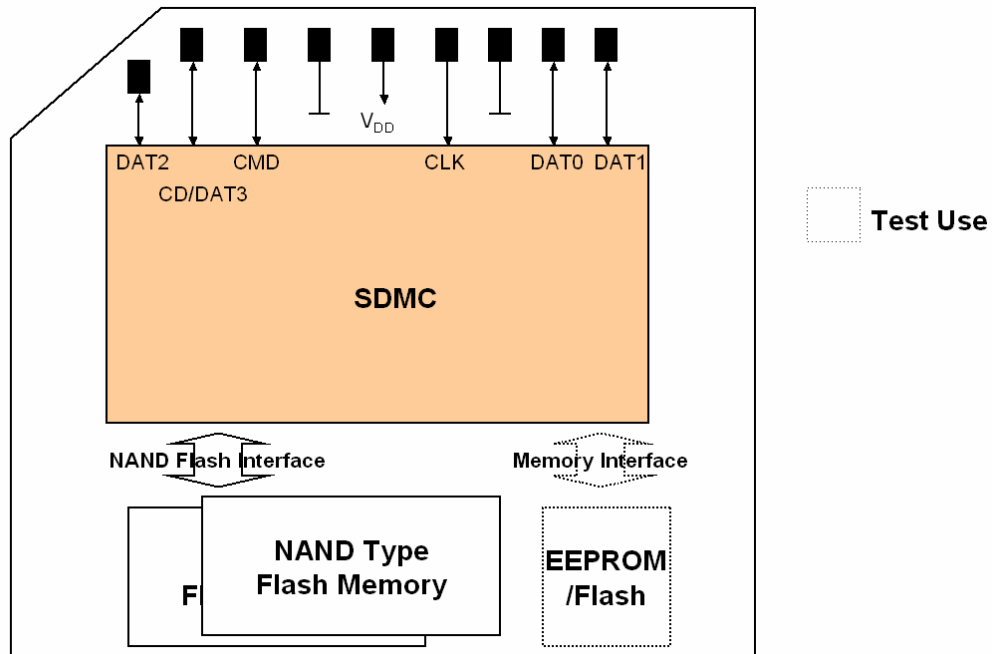 V_DD
DAT2 CMD CLK DAT0 DAT1
CD/DAT3
Test Use
SDMC
NAND Flash Interface
Memory Interface
NAND Type
Flash Memory
EEPROM
/Flash